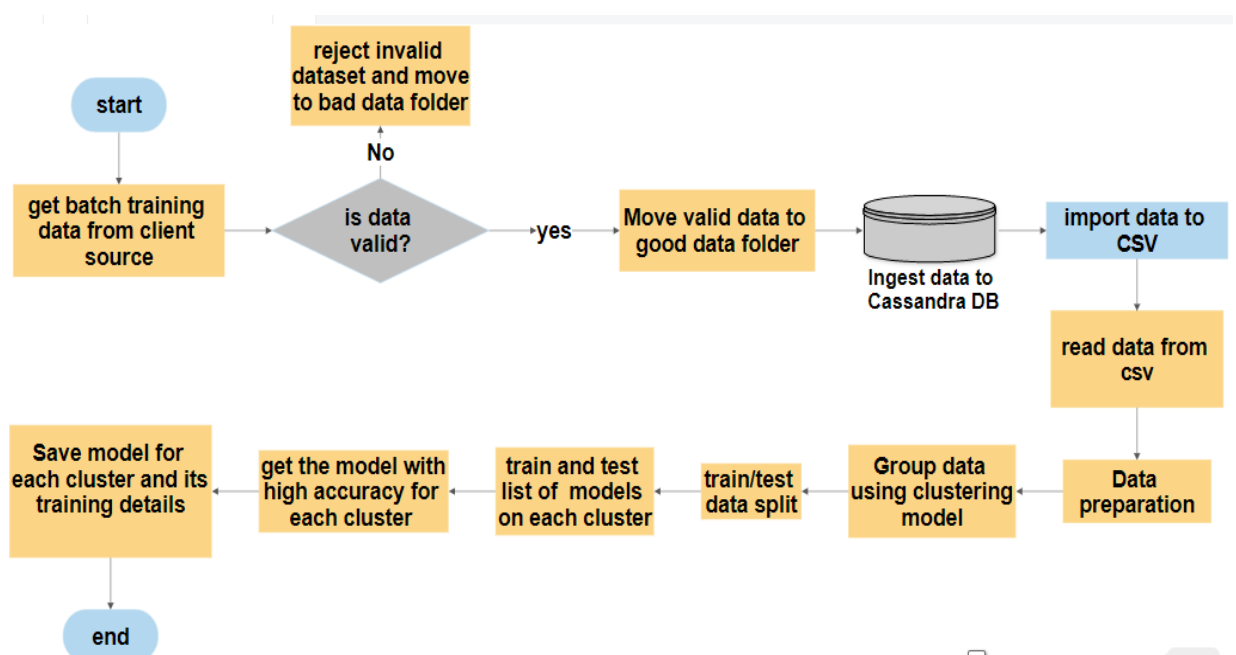 reject invalid
dataset and move
to bad data folder
start
No
get batch training
data from client
source
is data
valid?
yes
Move valid data to
good data folder
Ingest data to
Cassandra DB
import data to
CSV
read data from
csv
Data
preparation
Group data
using clustering
model
train/test
data split
train and test
list of models
on each cluster
get the model with
high accuracy for
each cluster
Save model for
each cluster and its
training details
end